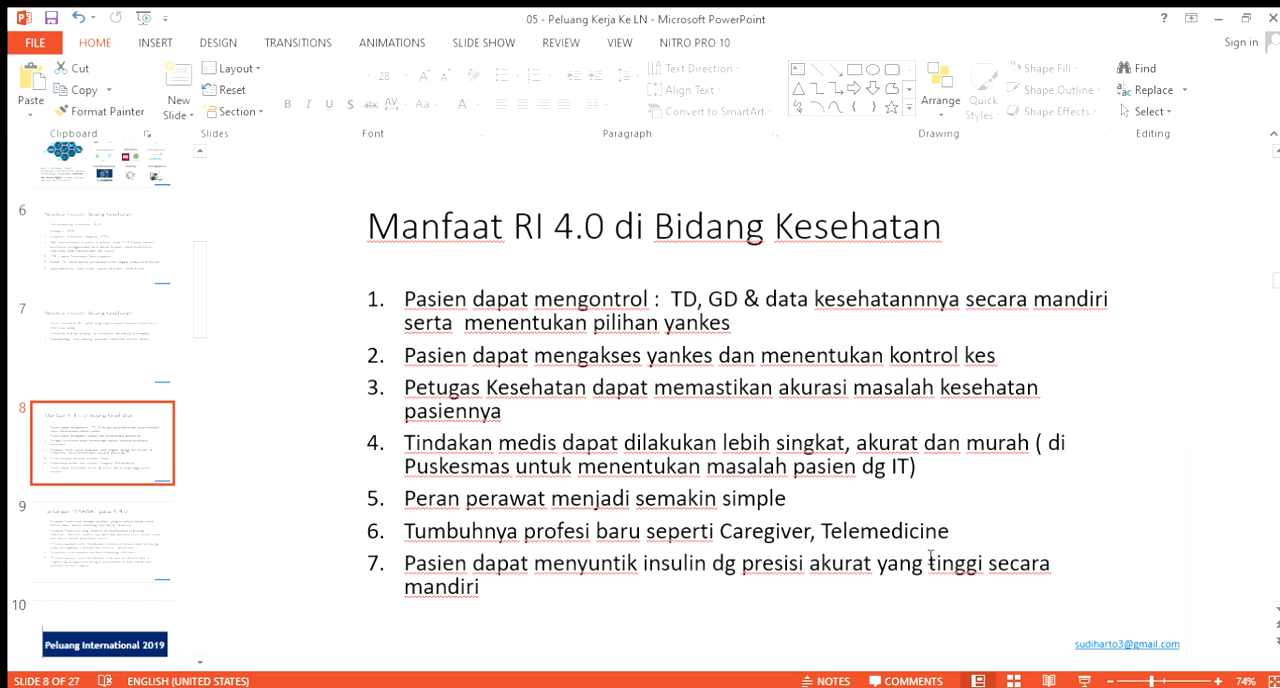 05 - Peluang Kerja Ke LN - Microsoft PowerPoint
FILE HOME INSERT DESIGN TRANSITIONS ANIMATIONS SLIDE SHOW REVIEW VIEW NITRO PRO 10 Sign in
Paste
Cut
Copy
Format Painter
Clipboard
New
Slide
Layout
Reset
Section
Slides
28
B I U S abc AV Aa A
Font
Text Direction
Align Text
Convert to SmartArt
Paragraph
Arrange
Quick
Styles
Shape Fill
Shape Outline
Shape Effects
Drawing
Find
Replace
Select
Editing
6
7
8
9
10
Peluang International 2019
Manfaat RI 4.0 di Bidang Kesehatan
1. Pasien dapat mengontrol : TD, GD & data kesehatannnya secara mandiri
serta menentukan pilihan yankes
2. Pasien dapat mengakses yankes dan menentukan kontrol kes
3. Petugas Kesehatan dapat memastikan akurasi masalah kesehatan
pasiennya
4. Tindakan medis dapat dilakukan lebih singat, akurat dan murah ( di
Puskesmas untuk menentukan masalah pasien dg IT)
5. Peran perawat menjadi semakin simple
6. Tumbuhnya profesi baru seperti Caregiver, Telemedicine
7. Pasien dapat menyuntik insulin dg presisi akurat yang tinggi secara
mandiri
sudiharto3@gmail.com
SLIDE 8 OF 27 ENGLISH (UNITED STATES) NOTES COMMENTS 74%